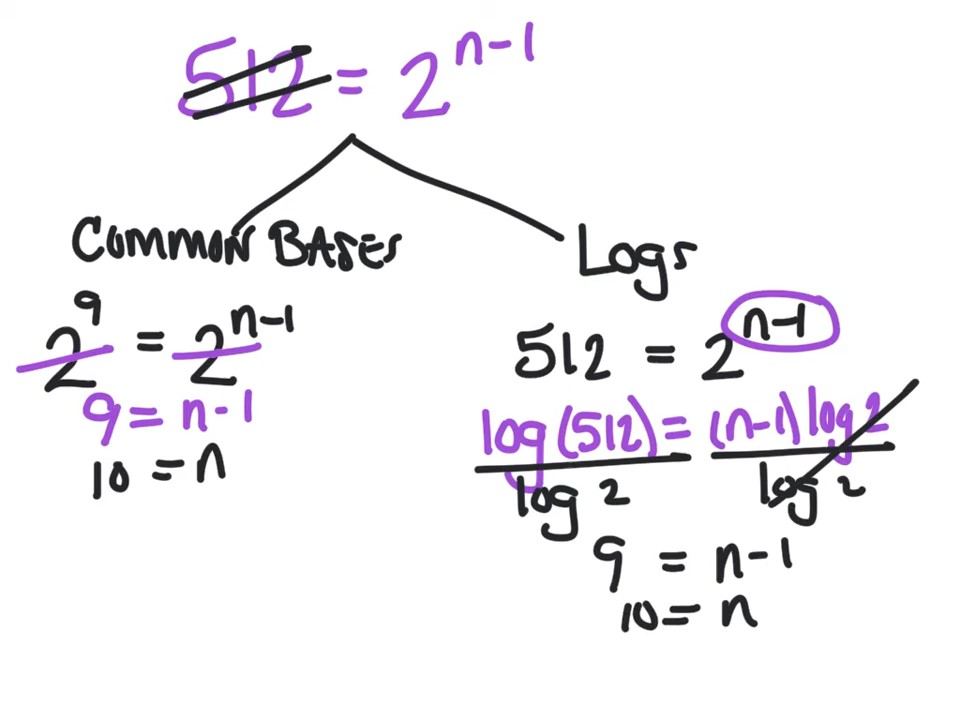 512 = 2^(n-1)
COMMON BASES
2^9 = 2^(n-1)
9 = n-1
10 = n
Logs
512 = 2^(n-1)
log(512) = (n-1) log 2
log 2 log 2
9 = n-1
10 = n